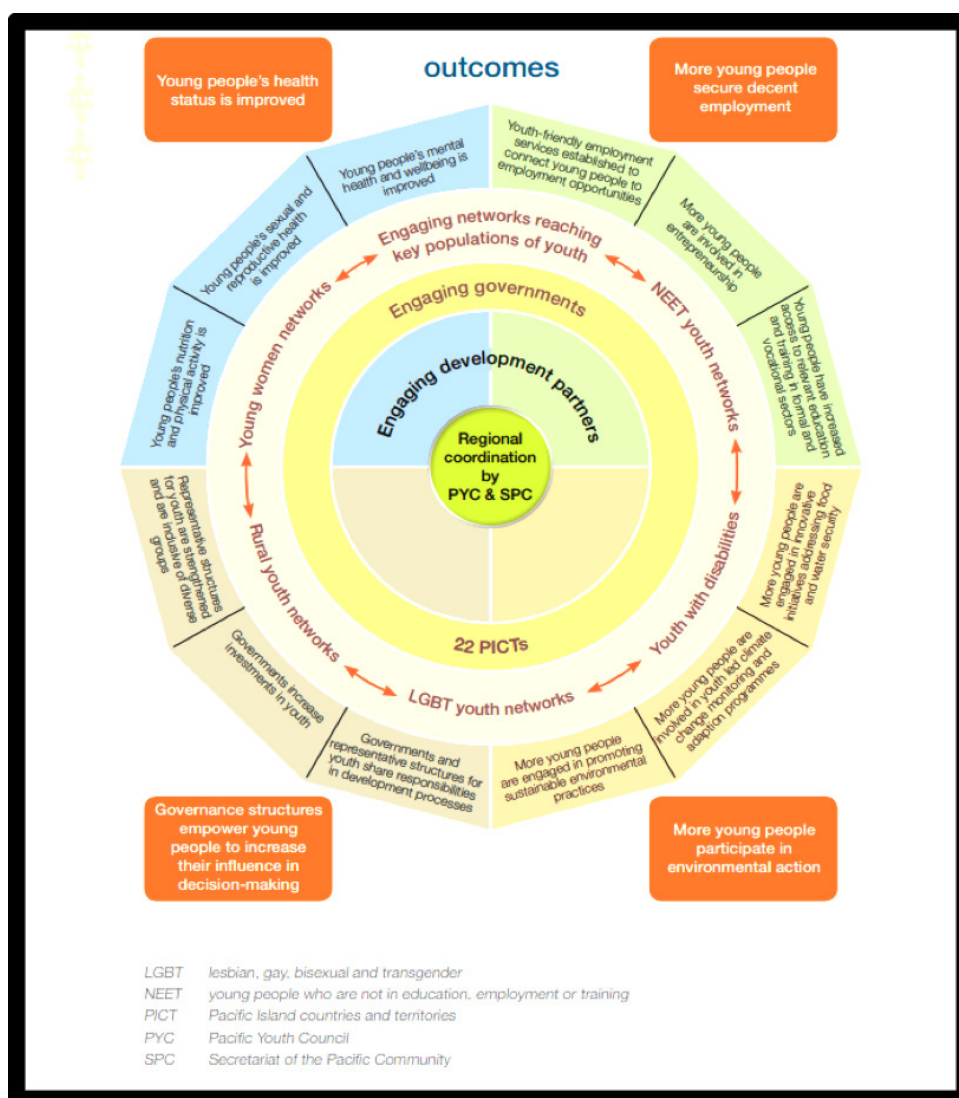 outcomes
Young people's health
status is improved
More young people
secure decent
employment
Young people's mental
health and wellbeing is
improved
Youth-friendly employment
services established to
connect young people to
employment opportunities
Young people's sexual and
reproductive health
is improved
More young people
are involved in
entrepreneurship
Young people's nutrition
and physical activity is
improved
Young people have increased
access to relevant education
and training in formal and
vocational sectors
Engaging networks reaching
key populations of youth
Young women networks
NEET youth networks
Engaging governments
Engaging development partners
Regional
coordination
by
PYC & SPC
Rural youth networks
Youth with disabilities
22 PICTs
LGBT youth networks
Representative structures
for youth are strengthened
and are inclusive of diverse
groups
More young people are
engaged in innovative
initiatives addressing food
and water security
Governments increase
investments in youth
More young people are
involved in youth led climate
change monitoring and
adaption programmes
Governments and
representative structures for
youth share responsibilities
in development processes
More young people
are engaged in promoting
sustainable environmental
practices
Governance structures
empower young
people to increase
their influence in
decision-making
More young people
participate in
environmental action
LGBT lesbian, gay, bisexual and transgender
NEET young people who are not in education, employment or training
PICT Pacific Island countries and territories
PYC Pacific Youth Council
SPC Secretariat of the Pacific Community